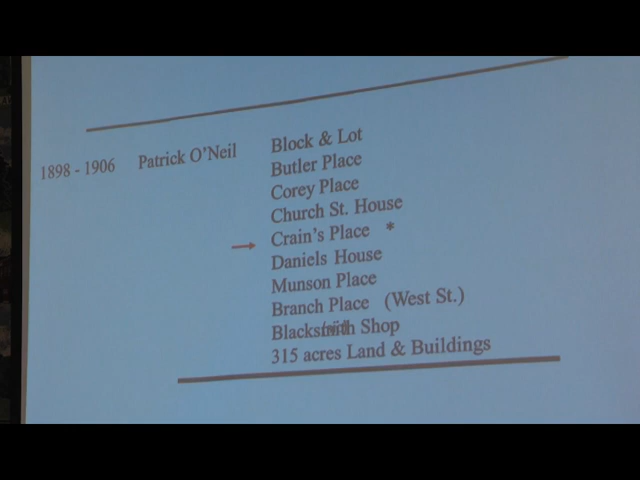 1898 - 1906 Patrick O'Neil Block & Lot
Butler Place
Corey Place
Church St. House
Crain's Place *
Daniels House
Munson Place
Branch Place (West St.)
Blacksmith Shop
315 acres Land & Buildings